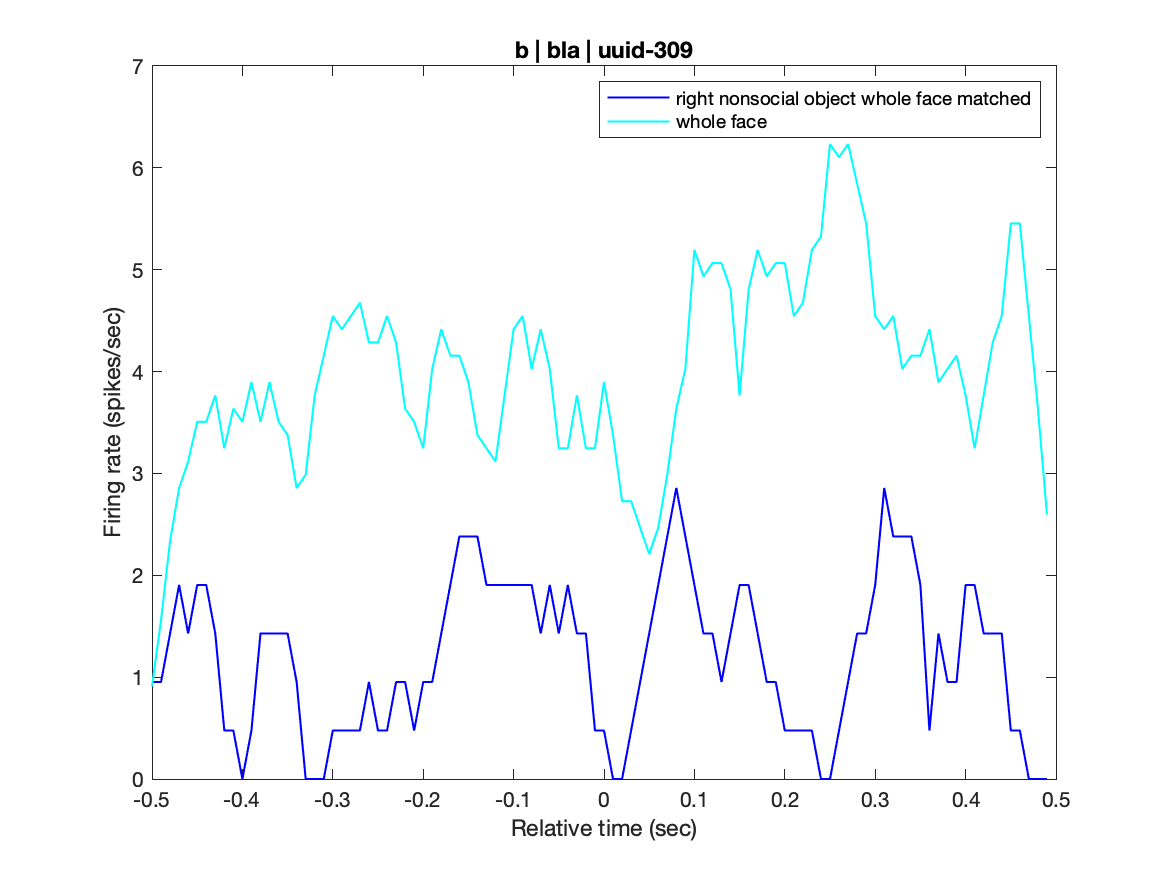 b | bla | uuid-309
right nonsocial object whole face matched
whole face
Firing rate (spikes/sec)
7
6
5
4
3
2
1
0
-0.5 -0.4 -0.3 -0.2 -0.1 0 0.1 0.2 0.3 0.4 0.5
Relative time (sec)